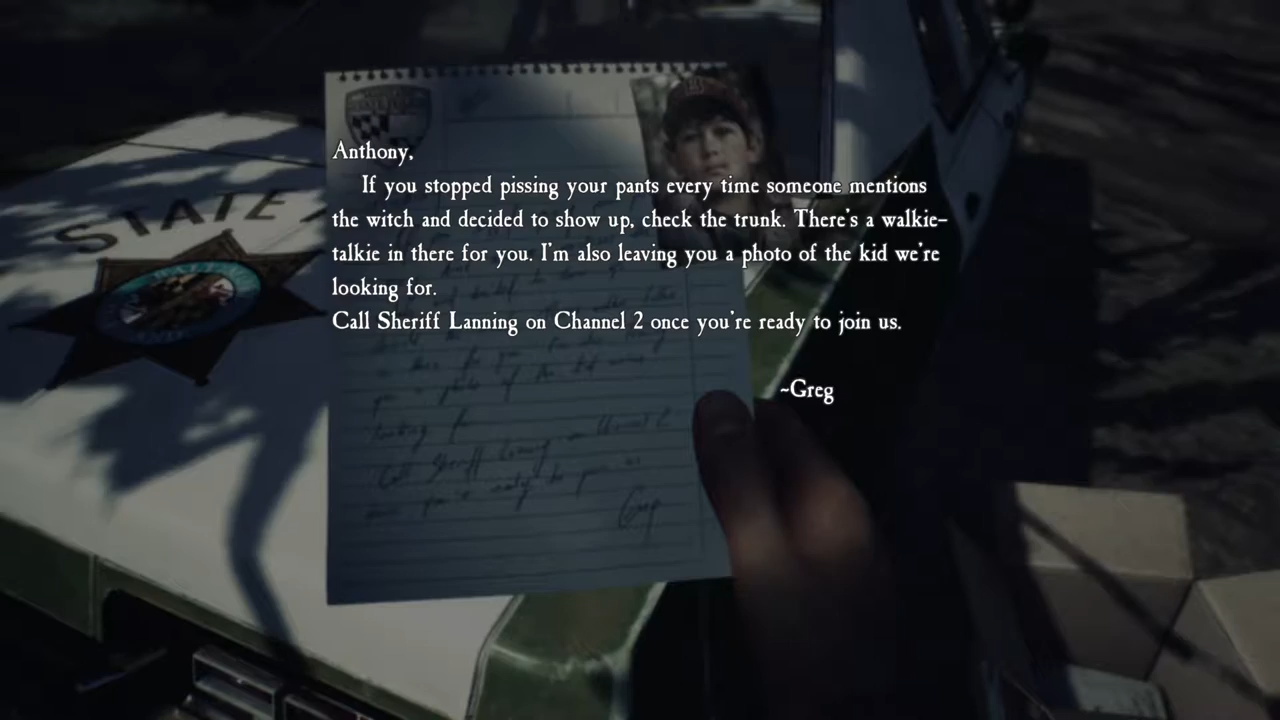 Anthony,
If you stopped pissing your pants every time someone mentions
the witch and decided to show up, check the trunk. There's a walkie-
talkie in there for you. I'm also leaving you a photo of the kid we're
looking for.
Call Sheriff Lanning on Channel 2 once you're ready to join us.
~Greg
STATE